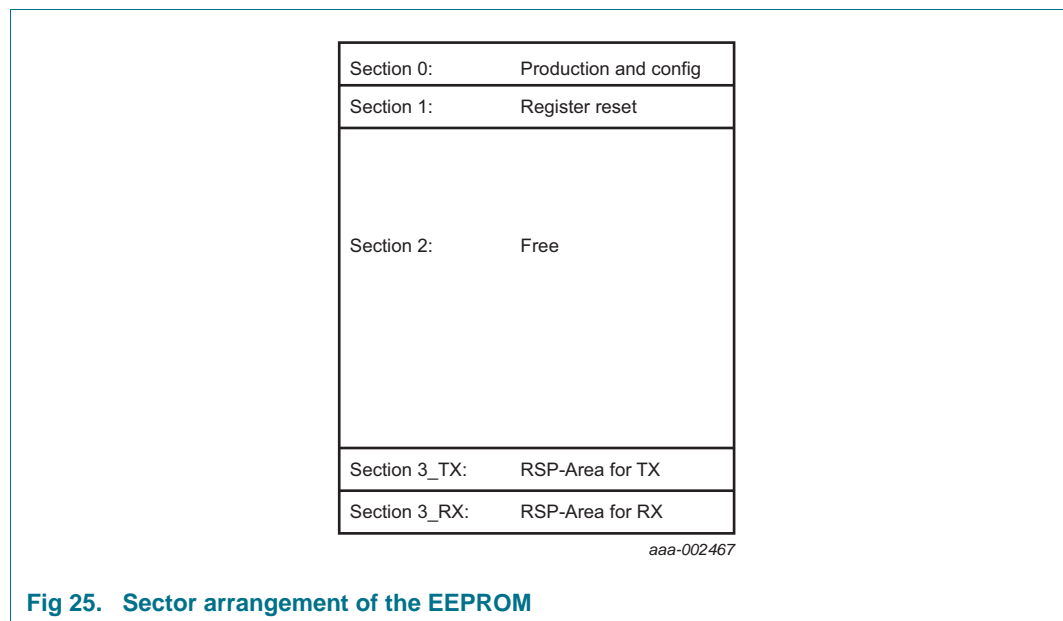 Section 0: Production and config
Section 1: Register reset
Section 2: Free
Section 3_TX: RSP-Area for TX
Section 3_RX: RSP-Area for RX
aaa-002467
Fig 25. Sector arrangement of the EEPROM